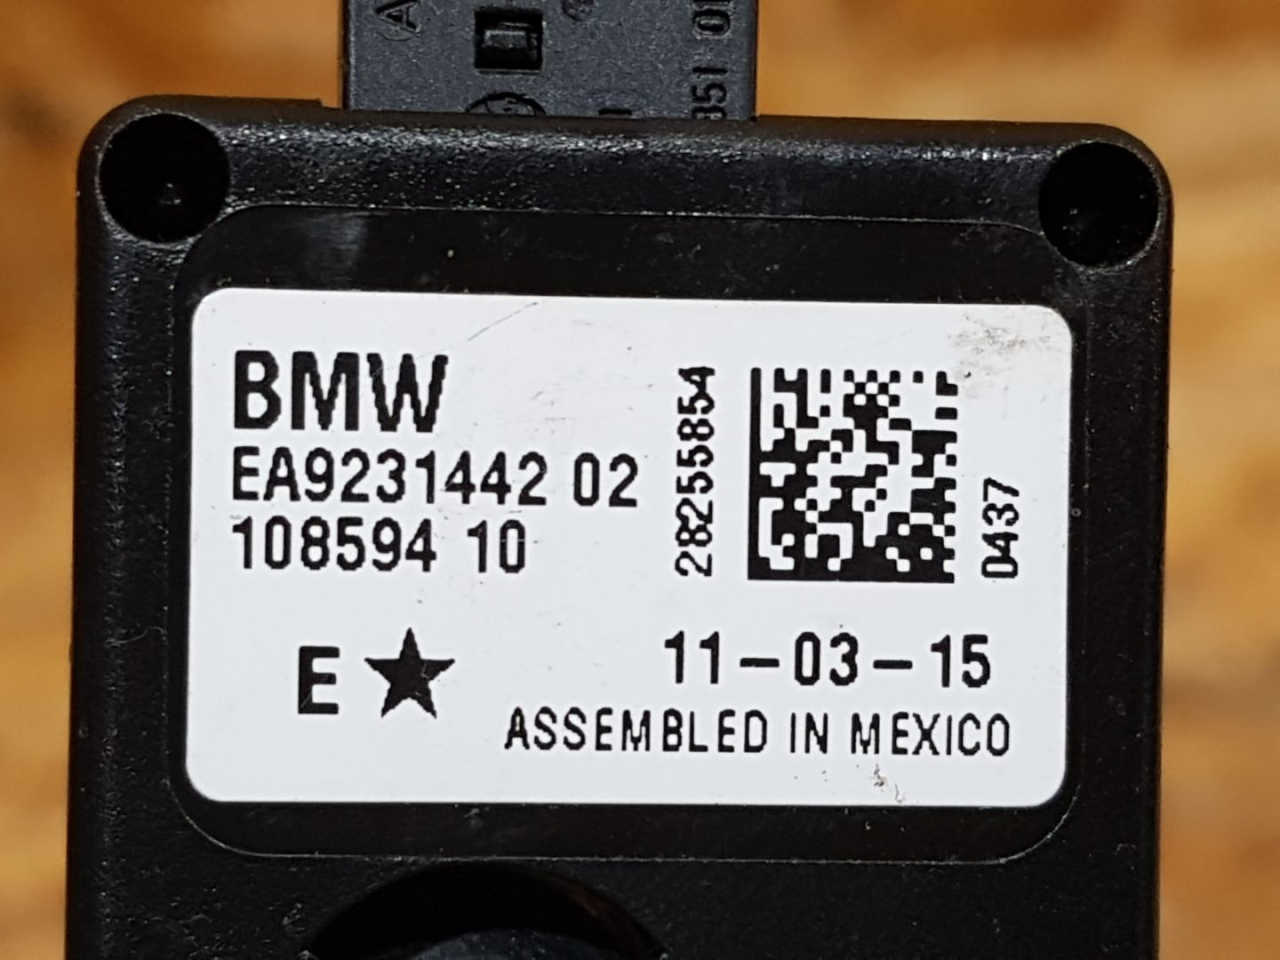 BMW
EA9231442 02
108594 10
28255854
0437
E★
11-03-15
ASSEMBLED IN MEXICO